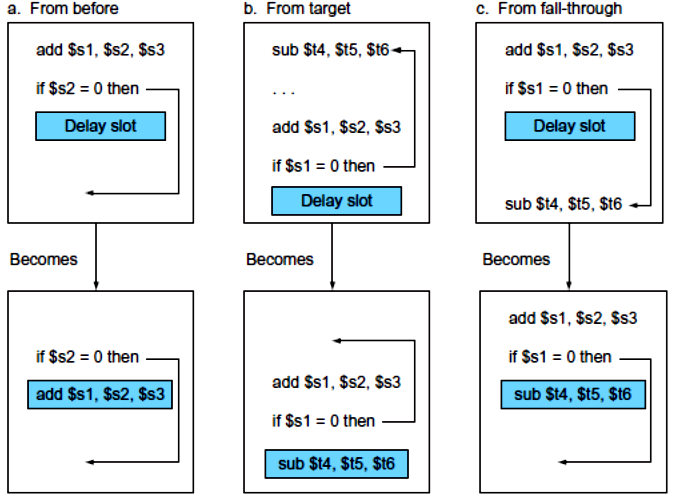 a. From before
add $s1, $s2, $s3
if $s2 = 0 then
Delay slot
Becomes
if $s2 = 0 then
add $s1, $s2, $s3
b. From target
sub $t4, $t5, $t6
. . .
add $s1, $s2, $s3
if $s1 = 0 then
Delay slot
Becomes
add $s1, $s2, $s3
if $s1 = 0 then
sub $t4, $t5, $t6
c. From fall-through
add $s1, $s2, $s3
if $s1 = 0 then
Delay slot
sub $t4, $t5, $t6
Becomes
add $s1, $s2, $s3
if $s1 = 0 then
sub $t4, $t5, $t6